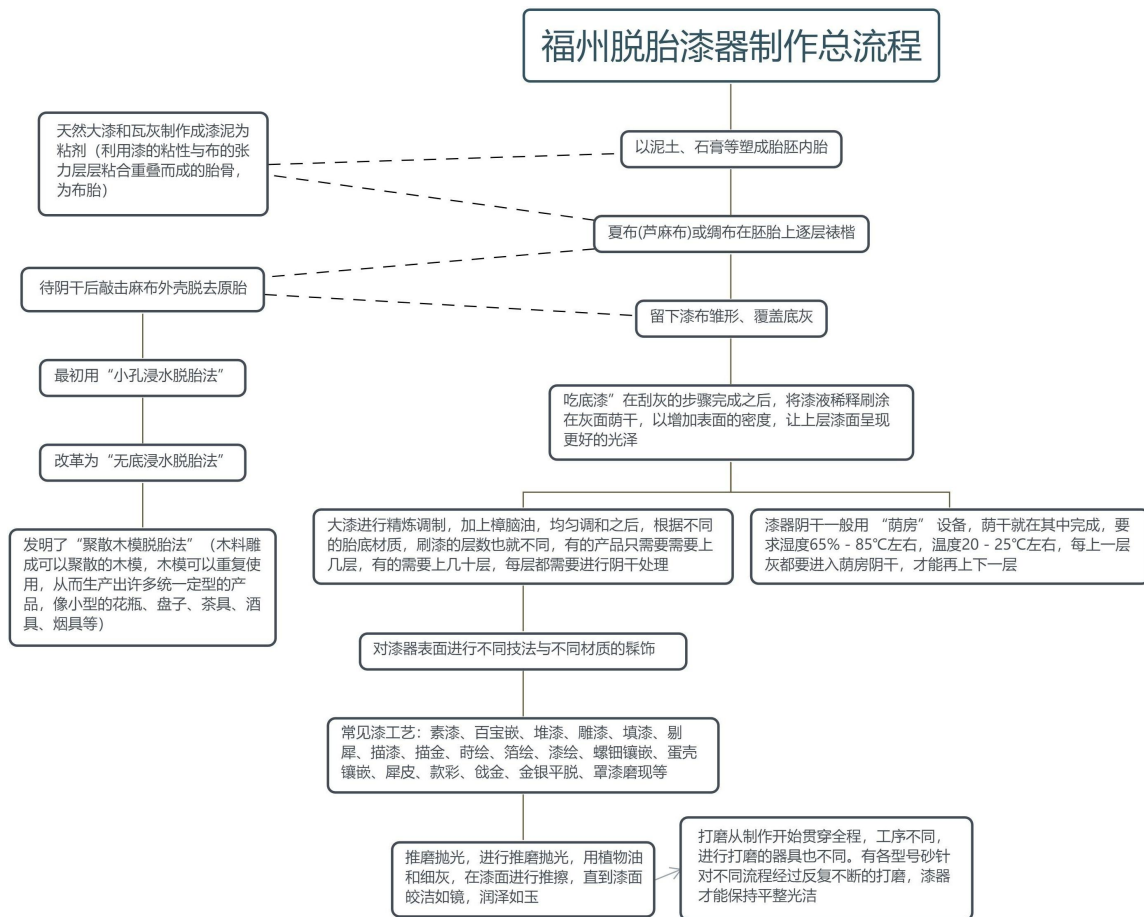 福州脱胎漆器制作总流程
天然大漆和瓦灰制作成漆泥为
粘剂（利用漆的粘性与布的张
力层层粘合重叠而成的胎骨，
为布胎）
以泥土、石膏等塑成胎胚内胎
夏布(芦麻布)或绸布在胚胎上逐层裱楷
待阴干后敲击麻布外壳脱去原胎
留下漆布雏形、覆盖底灰
最初用“小孔浸水脱胎法”
改革为“无底浸水脱胎法”
发明了“聚散木模脱胎法”（木料雕
成可以聚散的木模，木模可以重复使
用，从而生产出许多统一定型的产
品，像小型的花瓶、盘子、茶具、酒
具、烟具等）
吃底漆”在刮灰的步骤完成之后，将漆液稀释刷涂
在灰面荫干，以增加表面的密度，让上层漆面呈现
更好的光泽
大漆进行精炼调制，加上樟脑油，均匀调和之后，根据不同
的胎底材质，刷漆的层数也就不同，有的产品只需要需要上
几层，有的需要上几十层，每层都需要进行阴干处理
漆器阴干一般用 “荫房” 设备，荫干就在其中完成，要
求湿度65% - 85℃左右，温度20 - 25℃左右，每上一层
灰都要进入荫房阴干，才能再上下一层
对漆器表面进行不同技法与不同材质的髹饰
常见漆工艺：素漆、百宝嵌、堆漆、雕漆、填漆、剔
犀、描漆、描金、莳绘、箔绘、漆绘、螺钿镶嵌、蛋壳
镶嵌、犀皮、款彩、戗金、金银平脱、罩漆磨现等
推磨抛光，进行推磨抛光，用植物油
和细灰，在漆面进行推擦，直到漆面
皎洁如镜，润泽如玉
打磨从制作开始贯穿全程，工序不同，
进行打磨的器具也不同。有各型号砂针
对不同流程经过反复不断的打磨，漆器
才能保持平整光洁